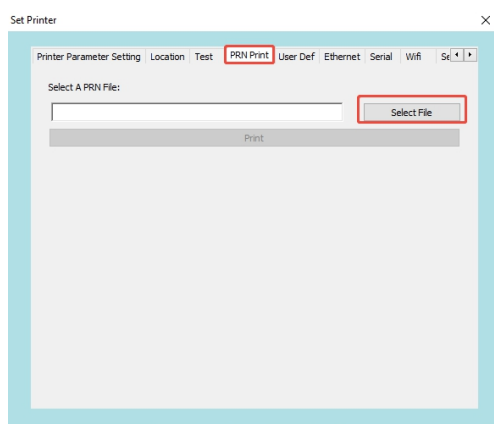 Set Printer
Printer Parameter Setting Location Test PRN Print User Def Ethernet Serial Wifi
Select A PRN File:
Select File
Print